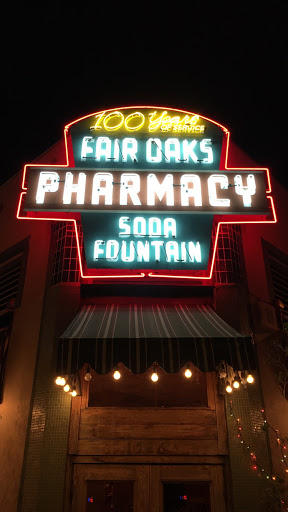 100 Years
OF SERVICE
FAIR OAKS
PHARMACY
SODA
FOUNTAIN